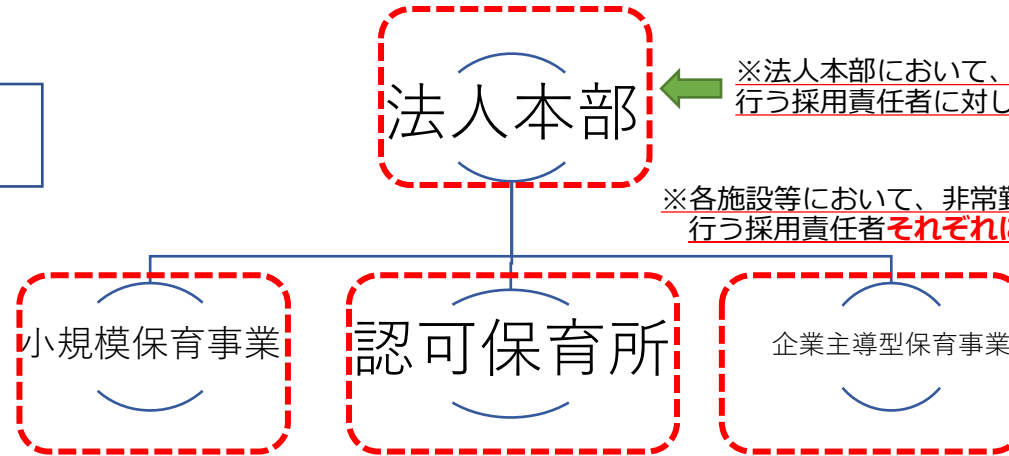 法人本部
※法人本部において、
行う採用責任者に対し
※各施設等において、非常勤
行う採用責任者それぞれに
小規模保育事業
認可保育所
企業主導型保育事業